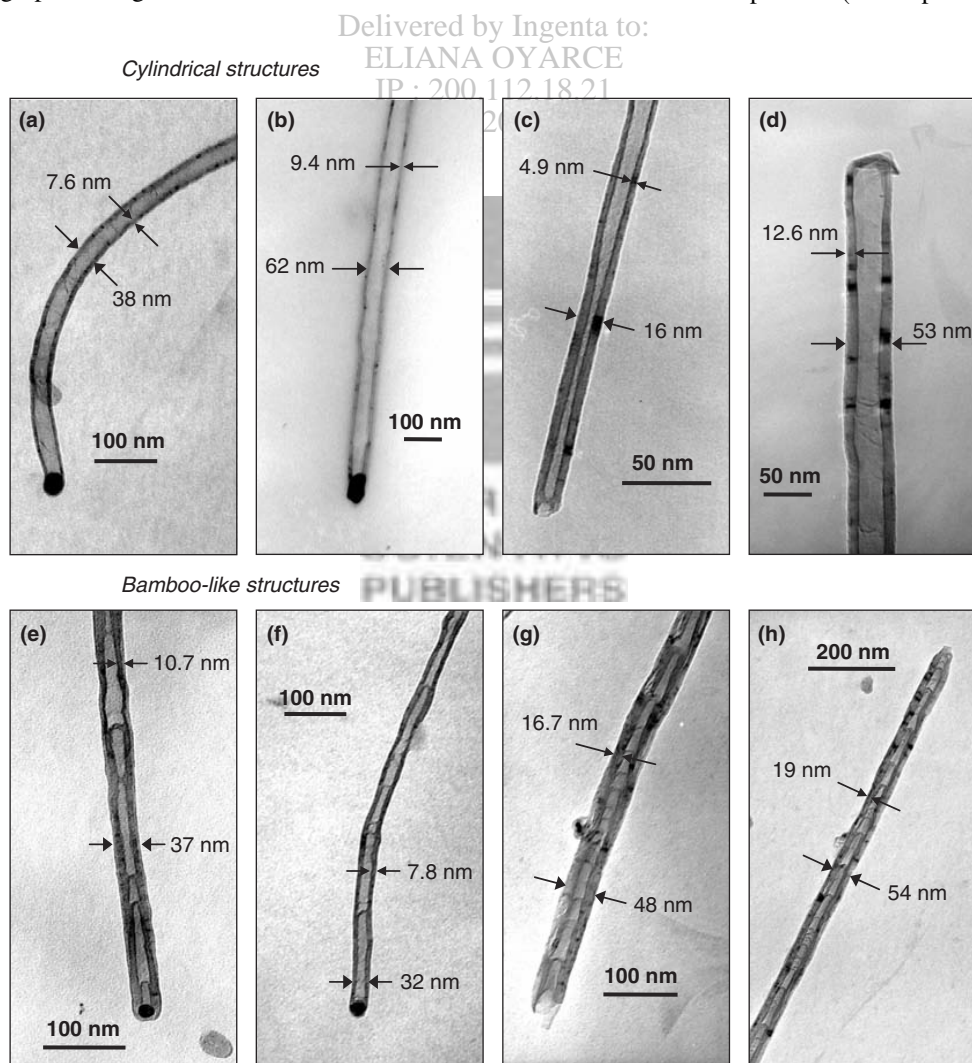 Delivered by Ingenta to:
ELIANA OYARCE
Cylindrical structures
IP : 200.112.18.21
(a)
7.6 nm
38 nm
100 nm
(b)
9.4 nm
62 nm
100 nm
(c)
4.9 nm
16 nm
50 nm
(d)
12.6 nm
53 nm
50 nm
Bamboo-like structures
PUBLISHERS
(e)
10.7 nm
37 nm
100 nm
(f)
100 nm
7.8 nm
32 nm
(g)
16.7 nm
48 nm
100 nm
(h)
200 nm
19 nm
54 nm